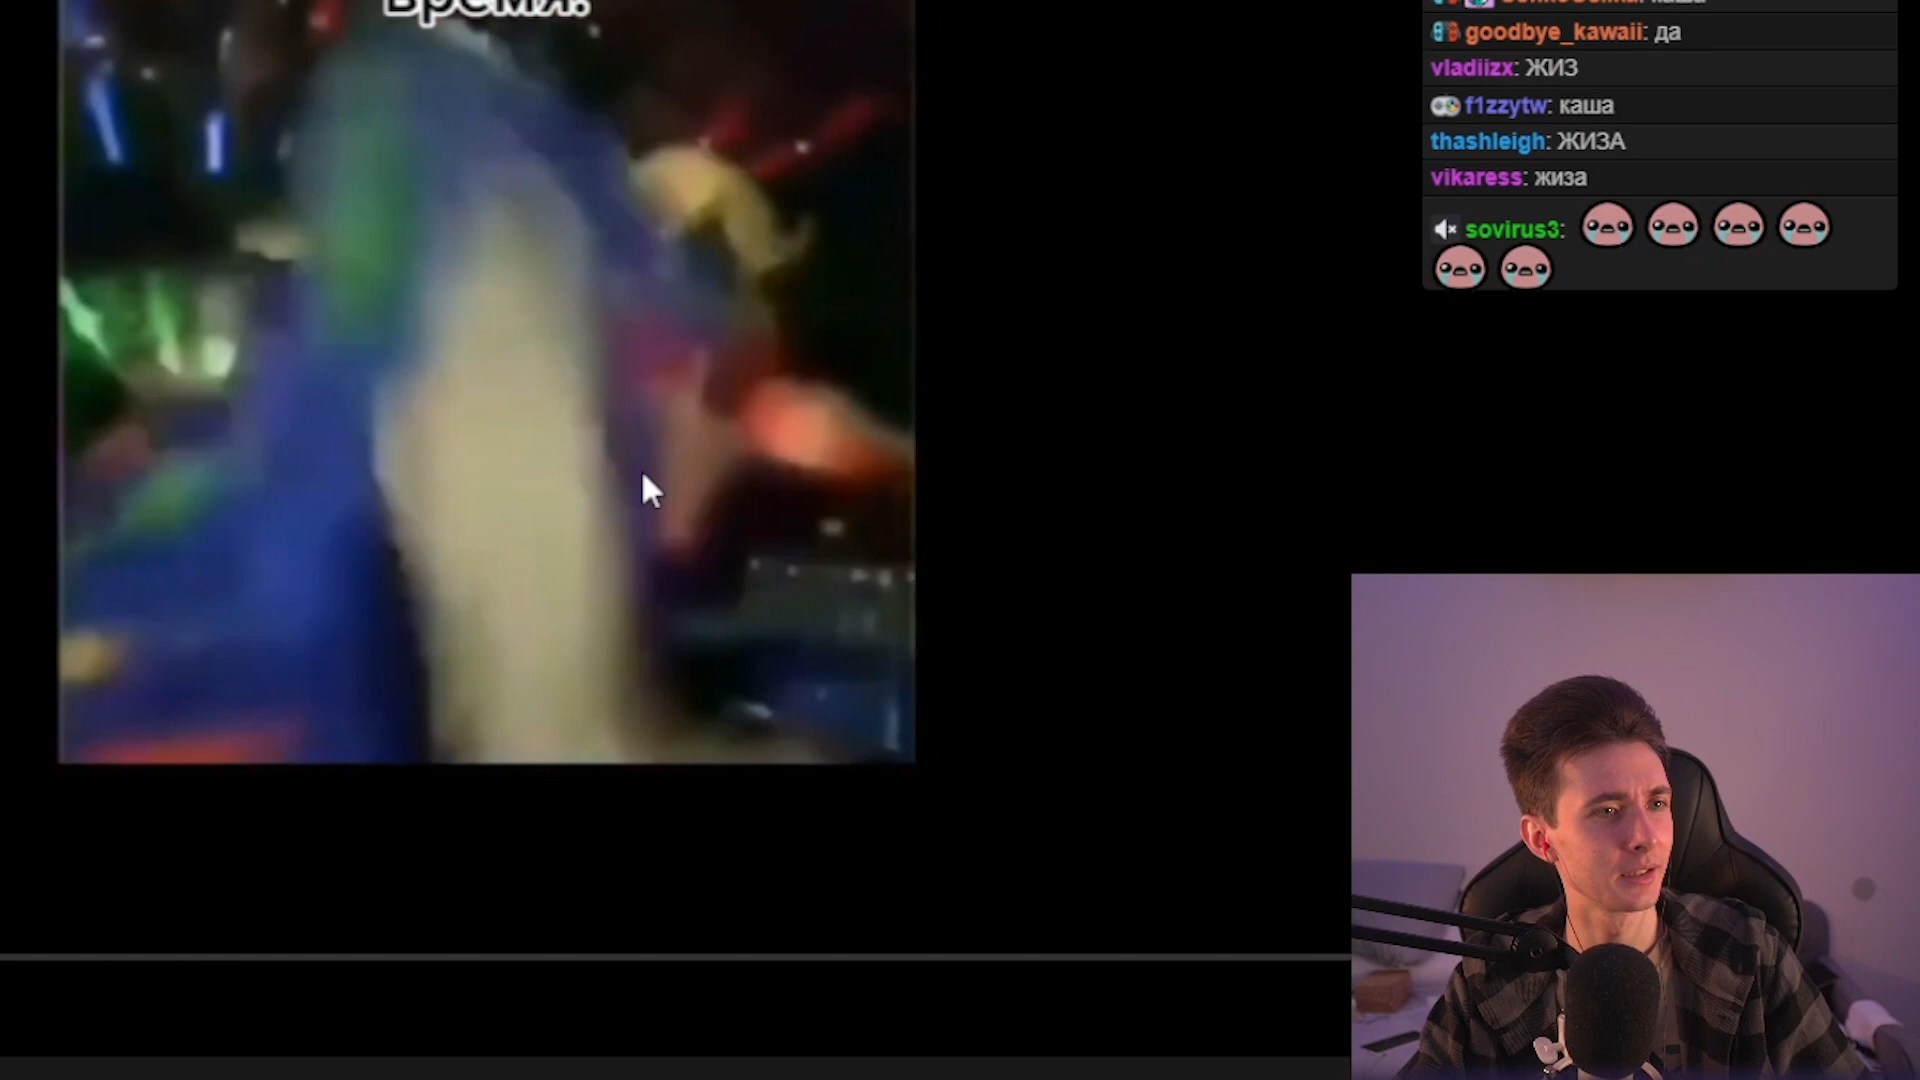 Время:
goodbye_kawaii: да
vladiizx: ЖИЗ
f1zzytw: каша
thashleigh: ЖИЗА
vikaress: жиза
sovirus3: